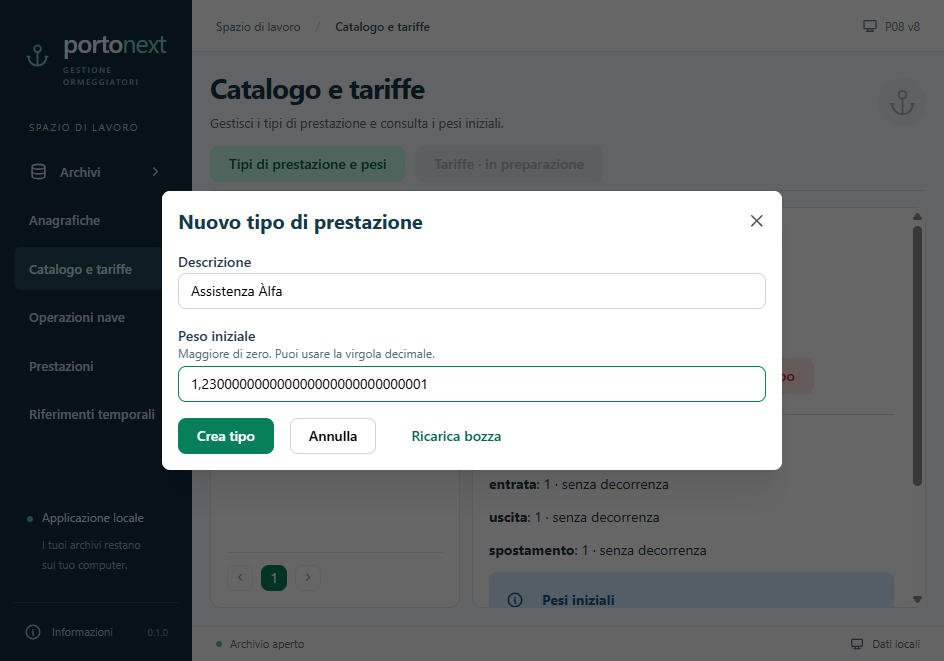 portonext
GESTIONE
ORMEGGIATORI
SPAZIO DI LAVORO
Archivi
Anagrafiche
Catalogo e tariffe
Operazioni nave
Prestazioni
Riferimenti temporali
Applicazione locale
I tuoi archivi restano
sul tuo computer.
Informazioni 0.1.0
Spazio di lavoro / Catalogo e tariffe
P08 v8
Catalogo e tariffe
Gestisci i tipi di prestazione e consulta i pesi iniziali.
Tipi di prestazione e pesi
Tariffe · in preparazione
Nuovo tipo di prestazione
Descrizione
Assistenza Àlfa
Peso iniziale
Maggiore di zero. Puoi usare la virgola decimale.
Crea tipo
Annulla
Ricarica bozza
entrata: 1 · senza decorrenza
uscita: 1 · senza decorrenza
spostamento: 1 · senza decorrenza
1
Pesi iniziali
Archivio aperto
Dati locali